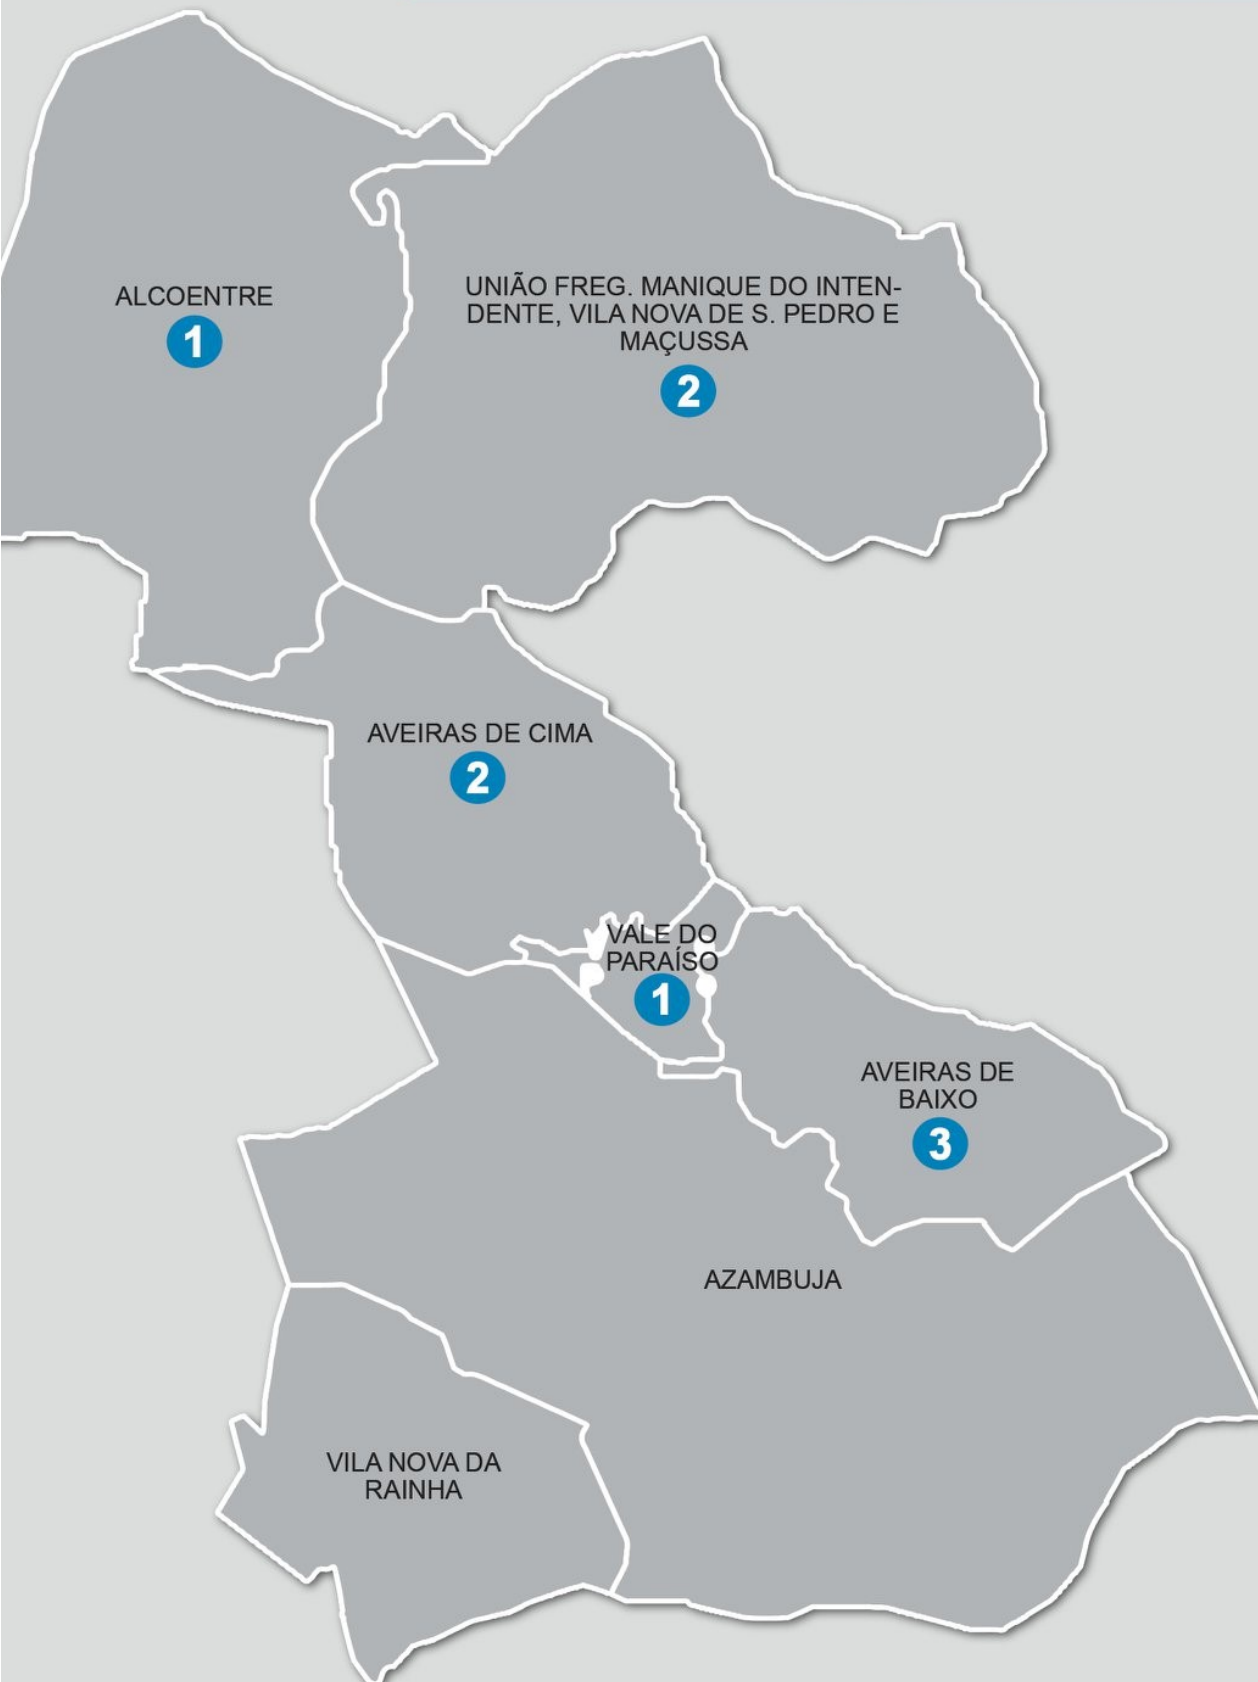 ALCOENTRE
1
UNIÃO FREG. MANIQUE DO INTEN-
DENTE, VILA NOVA DE S. PEDRO E
MAÇUSSA
2
AVEIRAS DE CIMA
2
VALE DO
PARAÍSO
1
AVEIRAS DE
BAIXO
3
AZAMBUJA
VILA NOVA DA
RAINHA